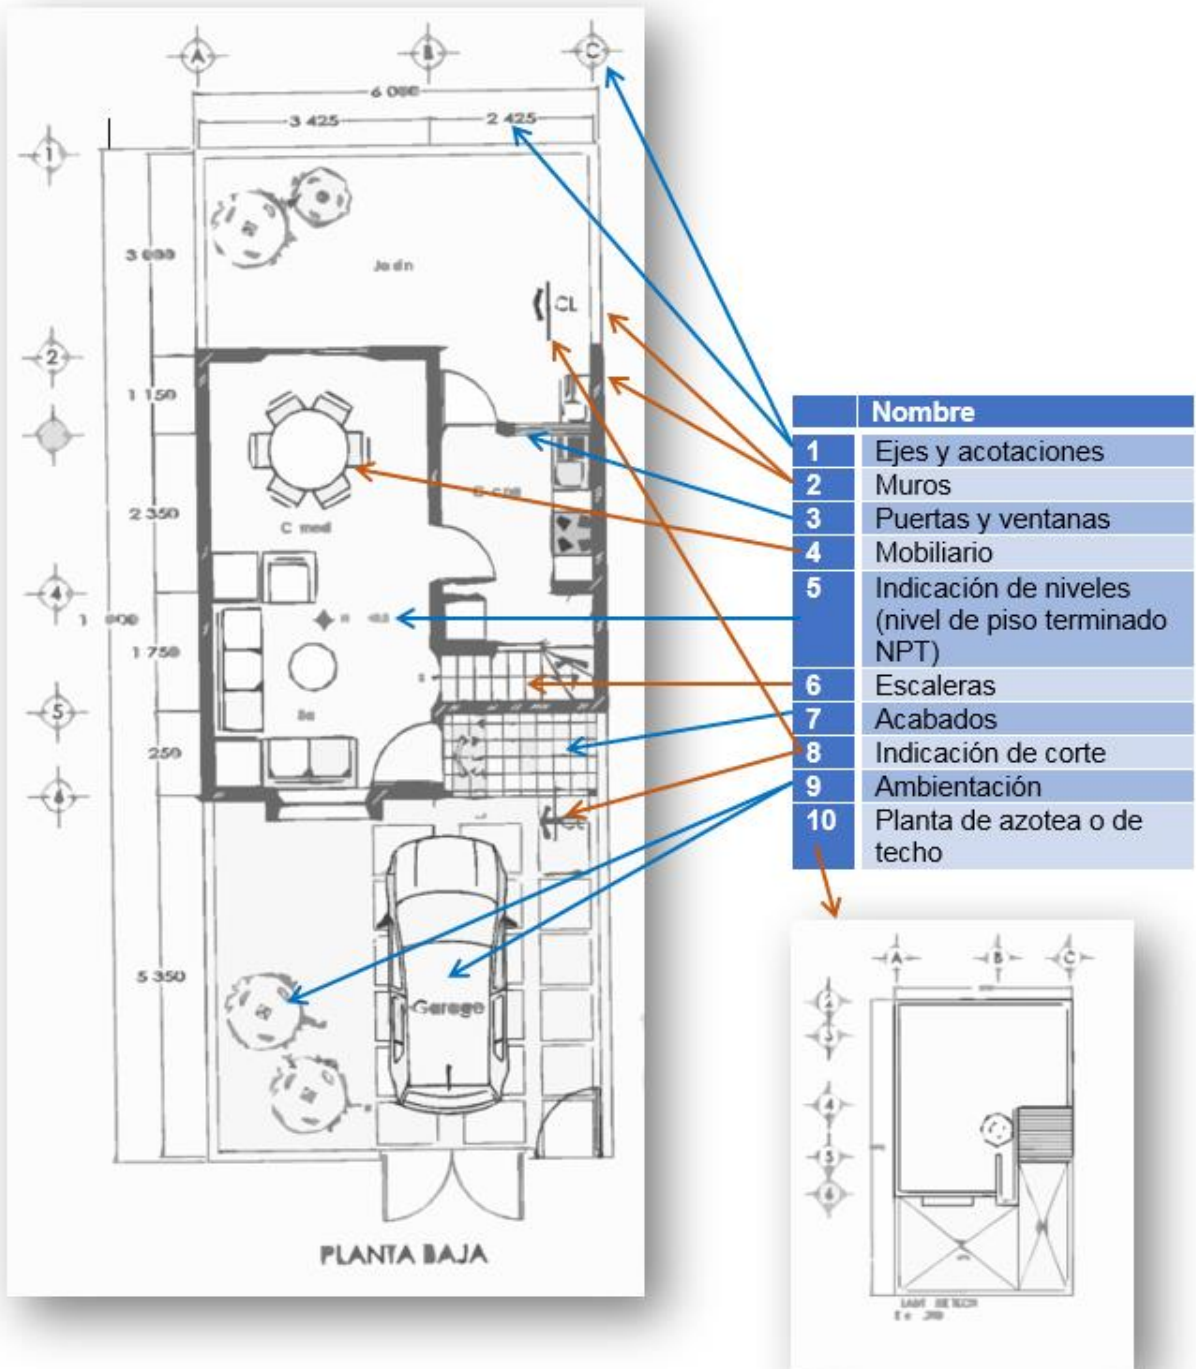 A B C
6 000
3 425 2 425
1
3 000
CL
2
1 150
2 350
4
1 750
5
250
6
5 350
Garage
PLANTA BAJA
Nombre
1 Ejes y acotaciones
2 Muros
3 Puertas y ventanas
4 Mobiliario
5 Indicación de niveles
(nivel de piso terminado
NPT)
6 Escaleras
7 Acabados
8 Indicación de corte
9 Ambientación
10 Planta de azotea o de
techo
A B C
2
3
4
5
6